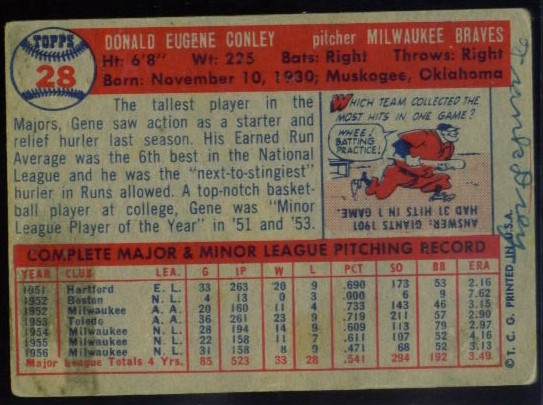 TOPPS
28
DONALD EUGENE CONLEY pitcher MILWAUKEE BRAVES
Ht: 6'8" Wt: 225 Bats: Right Throws: Right
Born: November 10, 1930; Muskogee, Oklahoma
The tallest player in the
Majors, Gene saw action as a starter and
relief hurler last season. His Earned Run
Average was the 6th best in the National
League and he was the "next-to-stingiest"
hurler in Runs allowed. A top-notch basket-
ball player at college, Gene was "Minor
League Player of the Year" in '51 and '53.
WHICH TEAM COLLECTED THE
MOST HITS IN ONE GAME?
WHEE!
BATTING
PRACTICE!
ANSWER: GIANTS 1901
HAD 31 HITS IN 1 GAME
COMPLETE MAJOR & MINOR LEAGUE PITCHING RECORD
YEAR CLUB LEA. G IP W L PCT SO BB ERA
1951 Hartford E. L. 33 263 20 9 .690 173 53 2.16
1952 Boston N. L. 4 13 0 3 .000 6 9 7.62
1952 Milwaukee A. A. 20 160 11 4 .733 143 46 3.15
1953 Toledo A. A. 36 261 23 9 .719 211 57 2.90
1954 Milwaukee N. L. 28 194 14 9 .609 113 79 2.97
1955 Milwaukee N. L. 22 158 11 7 .611 107 52 4.16
1956 Milwaukee N. L. 31 158 8 9 .471 68 52 3.13
Major League Totals 4 Yrs. 85 523 33 28 .541 294 192 3.49
© T. C. G. PRINTED IN U.S.A.